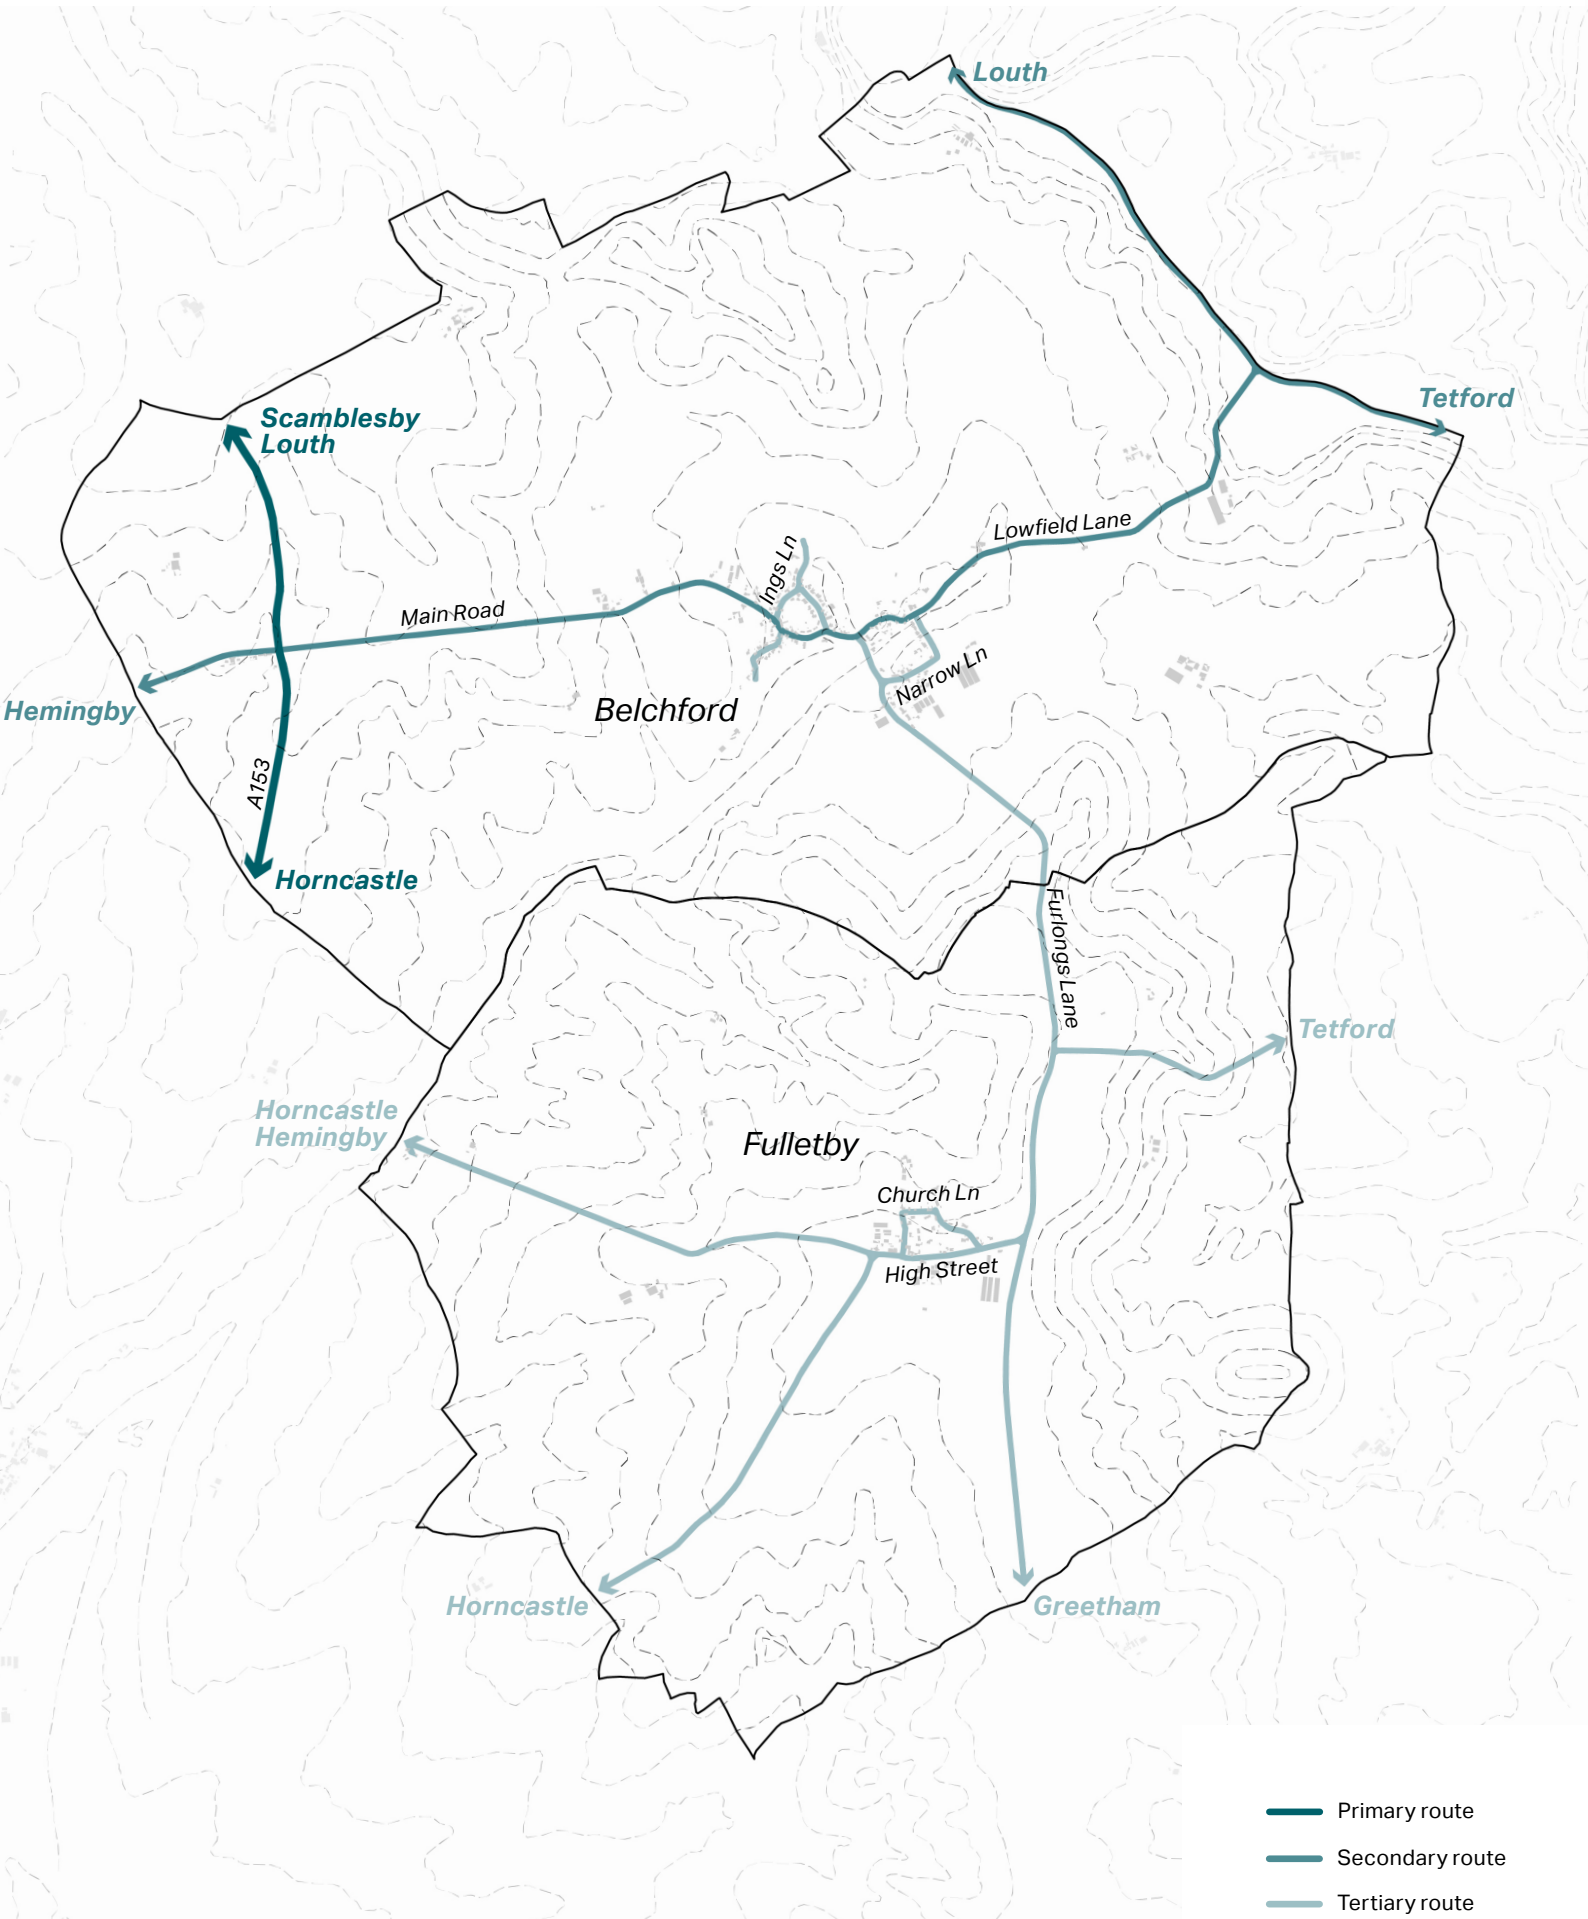 Louth
Tetford
Scamblesby
Louth
Lowfield Lane
Ings Ln
Main Road
Narrow Ln
Hemingby
Belchford
A153
Horncastle
Furlongs Lane
Tetford
Horncastle
Hemingby
Fulletby
Church Ln
High Street
Horncastle
Greetham
Primary route
Secondary route
Tertiary route